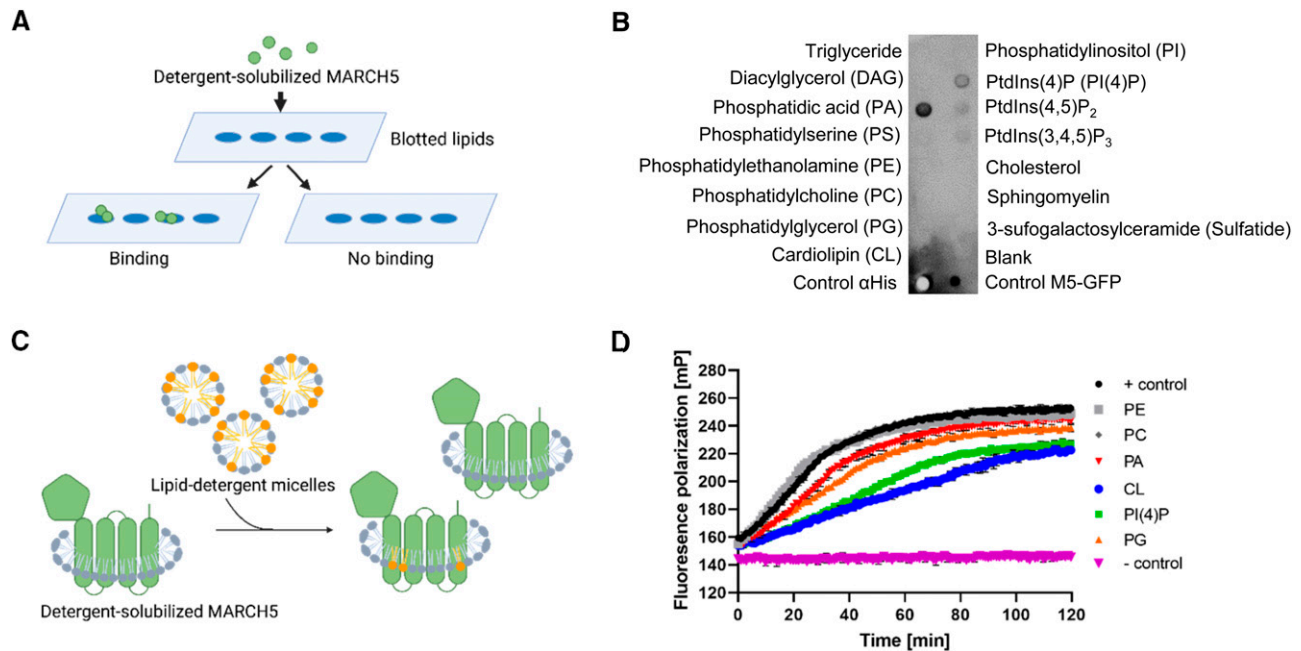 A
Detergent-solubilized MARCH5
Blotted lipids
Binding
No binding
B
Triglyceride
Diacylglycerol (DAG)
Phosphatidic acid (PA)
Phosphatidylserine (PS)
Phosphatidylethanolamine (PE)
Phosphatidylcholine (PC)
Phosphatidylglycerol (PG)
Cardiolipin (CL)
Control αHis
Phosphatidylinositol (PI)
PtdIns(4)P (PI(4)P)
PtdIns(4,5)P₂
PtdIns(3,4,5)P₃
Cholesterol
Sphingomyelin
3-sufogalactosylceramide (Sulfatide)
Blank
Control M5-GFP
C
Lipid-detergent micelles
Detergent-solubilized MARCH5
D
Fluoresence polarization [mP]
280
260
240
220
200
180
160
140
120
0
20
40
60
80
100
120
Time [min]
+ control
PE
PC
PA
CL
PI(4)P
PG
- control